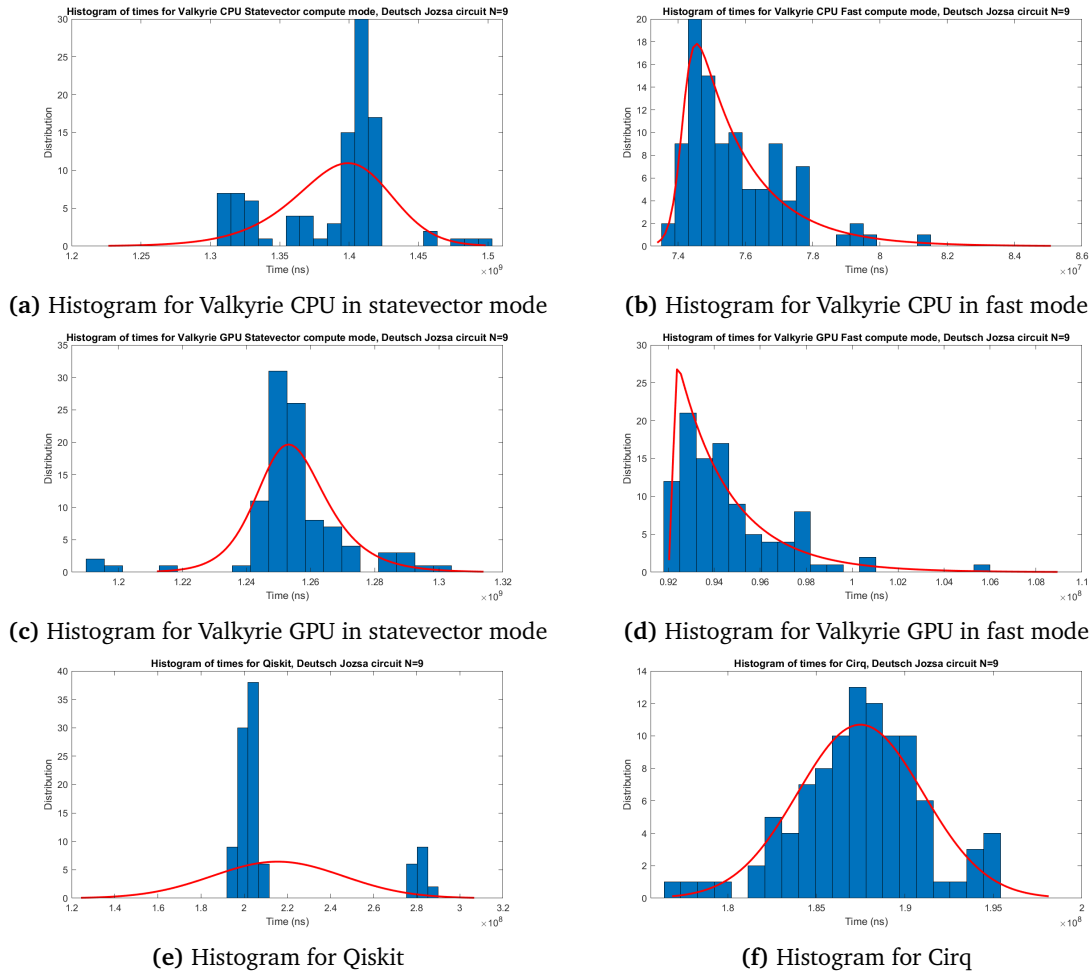 Histogram of times for Valkyrie CPU Statevector compute mode, Deutsch Jozsa circuit N=9
30
25
20
15
10
5
0
Distribution
1.2 1.25 1.3 1.35 1.4 1.45 1.5
Time (ns)
×10^9
(a) Histogram for Valkyrie CPU in statevector mode
Histogram of times for Valkyrie CPU Fast compute mode, Deutsch Jozsa circuit N=9
20
18
16
14
12
10
8
6
4
2
0
Distribution
7.4 7.6 7.8 8 8.2 8.4 8.6
Time (ns)
×10^7
(b) Histogram for Valkyrie CPU in fast mode
Histogram of times for Valkyrie GPU Statevector compute mode, Deutsch Jozsa circuit N=9
35
30
25
20
15
10
5
0
Distribution
1.2 1.22 1.24 1.26 1.28 1.3 1.32
Time (ns)
×10^9
(c) Histogram for Valkyrie GPU in statevector mode
Histogram of times for Valkyrie GPU Fast compute mode, Deutsch Jozsa circuit N=9
30
25
20
15
10
5
0
Distribution
0.92 0.94 0.96 0.98 1 1.02 1.04 1.06 1.08 1.1
Time (ns)
×10^8
(d) Histogram for Valkyrie GPU in fast mode
Histogram of times for Qiskit, Deutsch Jozsa circuit N=9
40
35
30
25
20
15
10
5
0
Distribution
1.2 1.4 1.6 1.8 2 2.2 2.4 2.6 2.8 3 3.2
Time (ns)
×10^8
(e) Histogram for Qiskit
Histogram of times for Cirq, Deutsch Jozsa circuit N=9
14
12
10
8
6
4
2
0
Distribution
1.8 1.85 1.9 1.95 2
Time (ns)
×10^8
(f) Histogram for Cirq